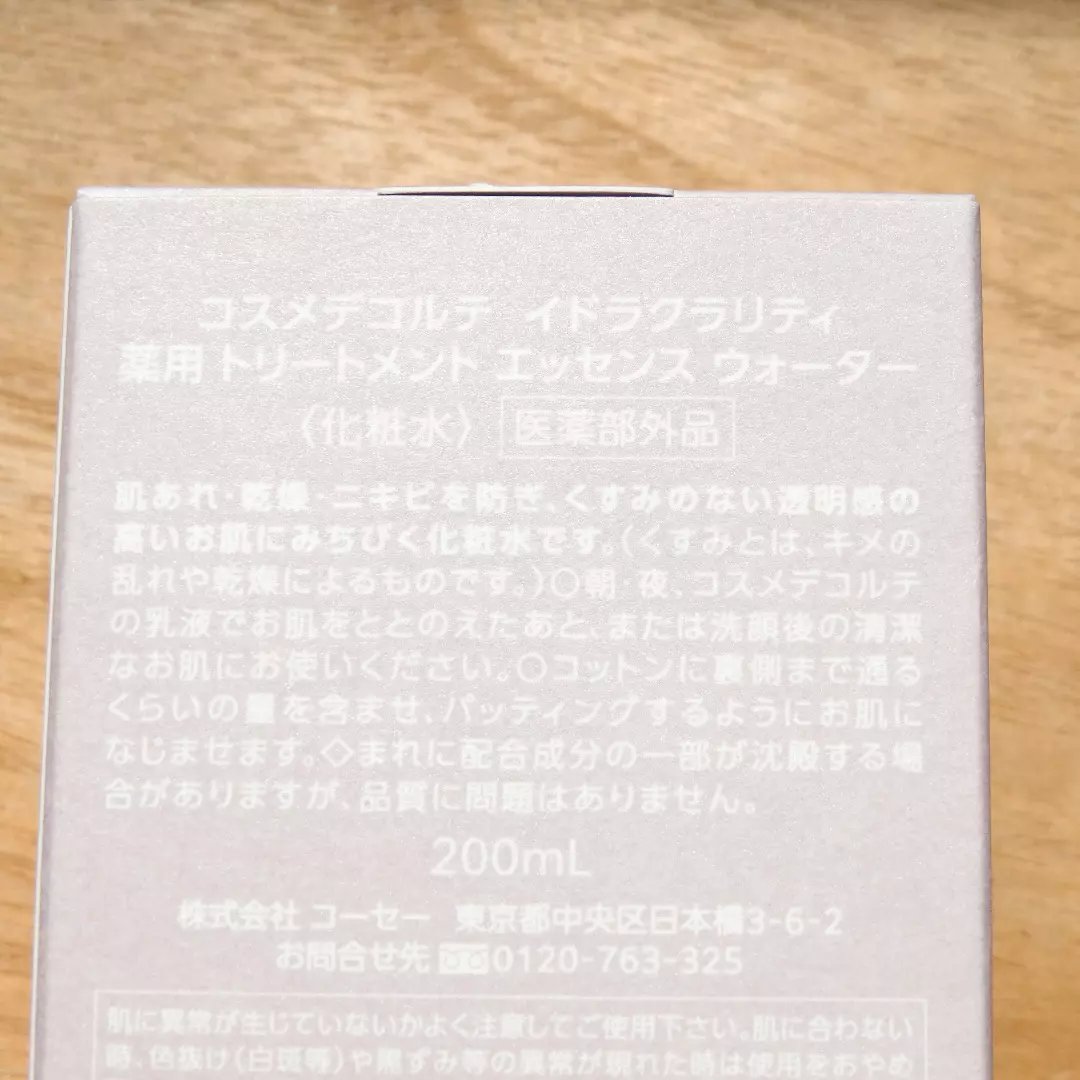 コスメデコルテ イドラクラリティ
薬用 トリートメント エッセンス ウォーター
〈化粧水〉 医薬部外品
肌あれ・乾燥・ニキビを防ぎ、くすみのない透明感の
高いお肌にみちびく化粧水です。(くすみとは、キメの
乱れや乾燥によるものです。)○朝・夜、コスメデコルテ
の乳液でお肌をととのえたあと、または洗顔後の清潔
なお肌にお使いください。○コットンに裏側まで通る
くらいの量を含ませ、パッティングするようにお肌に
なじませます。◇まれに配合成分の一部が沈殿する場
合がありますが、品質に問題はありません。
200mL
株式会社 コーセー 東京都中央区日本橋3-6-2
お問合せ先 0120-763-325
肌に異常が生じていないかよく注意してご使用下さい。肌に合わない
時、色抜け(白斑等)や黒ずみ等の異常が現れた時は使用をおやめ